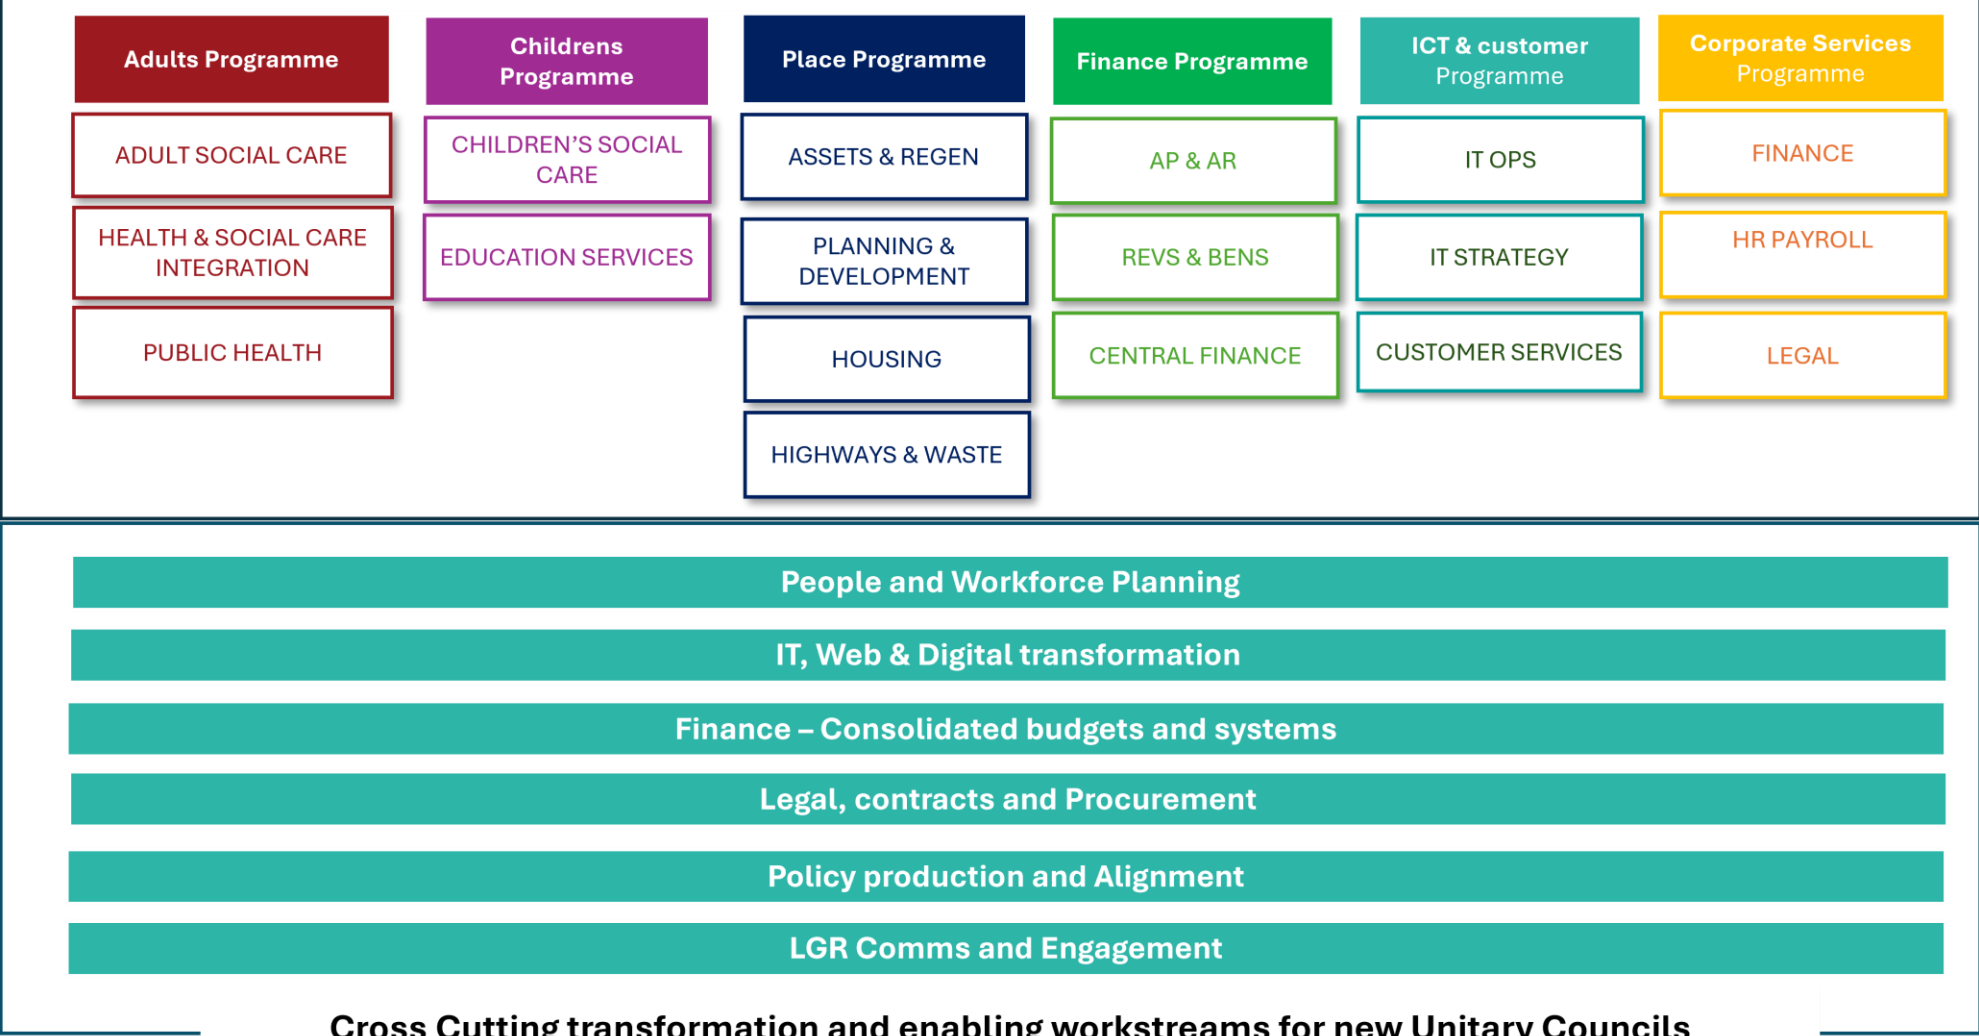 Adults Programme
ADULT SOCIAL CARE
HEALTH & SOCIAL CARE
INTEGRATION
PUBLIC HEALTH
Childrens
Programme
CHILDREN’S SOCIAL
CARE
EDUCATION SERVICES
Place Programme
ASSETS & REGEN
PLANNING &
DEVELOPMENT
HOUSING
HIGHWAYS & WASTE
Finance Programme
AP & AR
REVS & BENS
CENTRAL FINANCE
ICT & customer
Programme
IT OPS
IT STRATEGY
CUSTOMER SERVICES
Corporate Services
Programme
FINANCE
HR PAYROLL
LEGAL
People and Workforce Planning
IT, Web & Digital transformation
Finance – Consolidated budgets and systems
Legal, contracts and Procurement
Policy production and Alignment
LGR Comms and Engagement
Cross Cutting transformation and enabling workstreams for new Unitary Councils